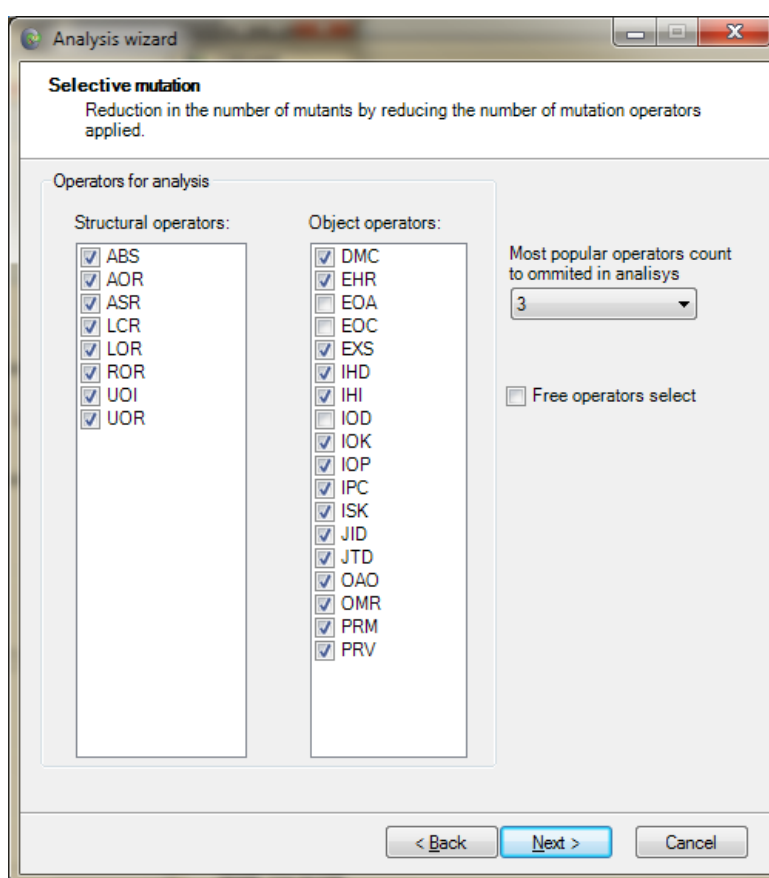 Analysis wizard
Selective mutation
Reduction in the number of mutants by reducing the number of mutation operators
applied.
Operators for analysis
Structural operators:
ABS
AOR
ASR
LCR
LOR
ROR
UOI
UOR
Object operators:
DMC
EHR
EOA
EOC
EXS
IHD
IHI
IOD
IOK
IOP
IPC
ISK
JID
JTD
OAO
OMR
PRM
PRV
Most popular operators count
to ommited in analisys
3
Free operators select
< Back
Next >
Cancel